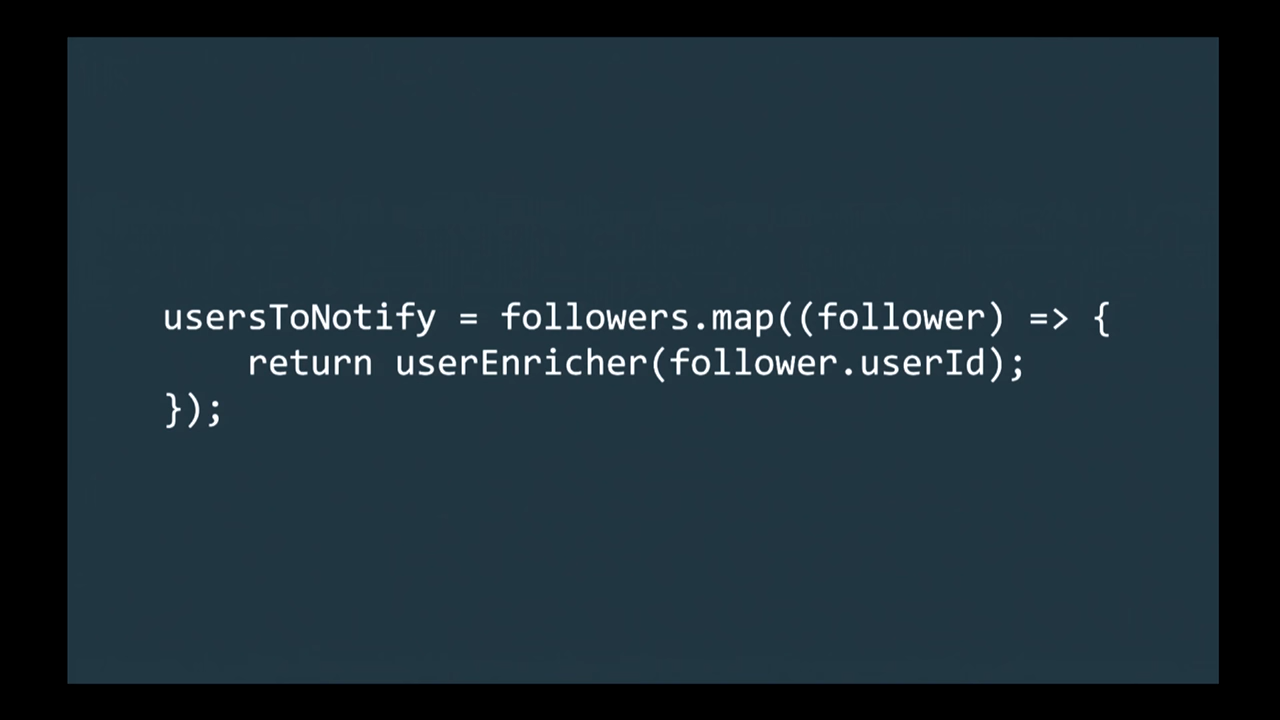 usersToNotify = followers.map((follower) => {
    return userEnricher(follower.userId);
});